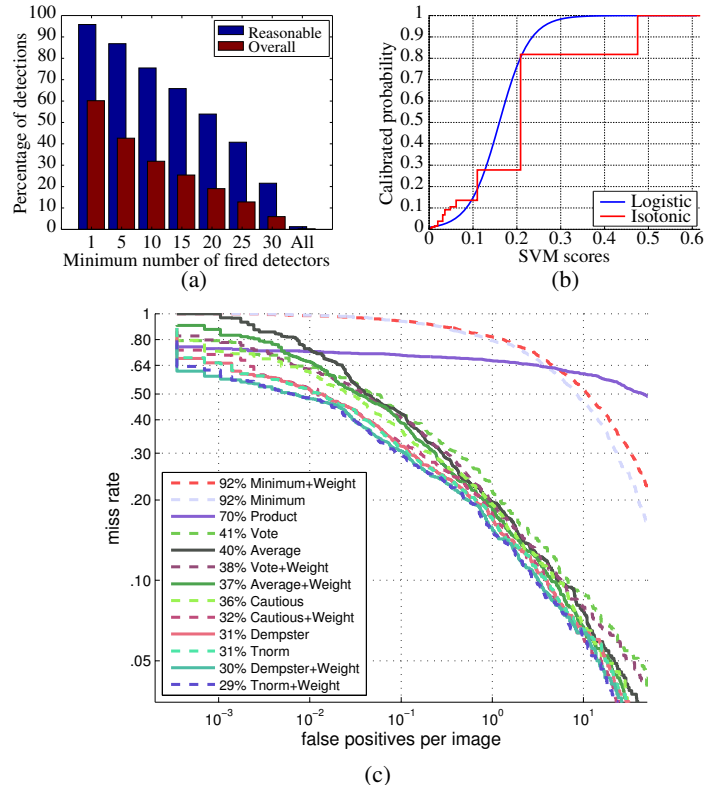 100
90
80
70
60
50
40
30
20
10
0
Percentage of detections
Reasonable
Overall
1 5 10 15 20 25 30 All
Minimum number of fired detectors
(a)
1
0.9
0.8
0.7
0.6
0.5
0.4
0.3
0.2
0.1
0
Calibrated probability
Logistic
Isotonic
0 0.1 0.2 0.3 0.4 0.5 0.6
SVM scores
(b)
1
.80
.64
.50
.40
.30
.20
.10
.05
miss rate
92% Minimum+Weight
92% Minimum
70% Product
41% Vote
40% Average
38% Vote+Weight
37% Average+Weight
36% Cautious
32% Cautious+Weight
31% Dempster
31% Tnorm
30% Dempster+Weight
29% Tnorm+Weight
10⁻³ 10⁻² 10⁻¹ 10⁰ 10¹
false positives per image
(c)